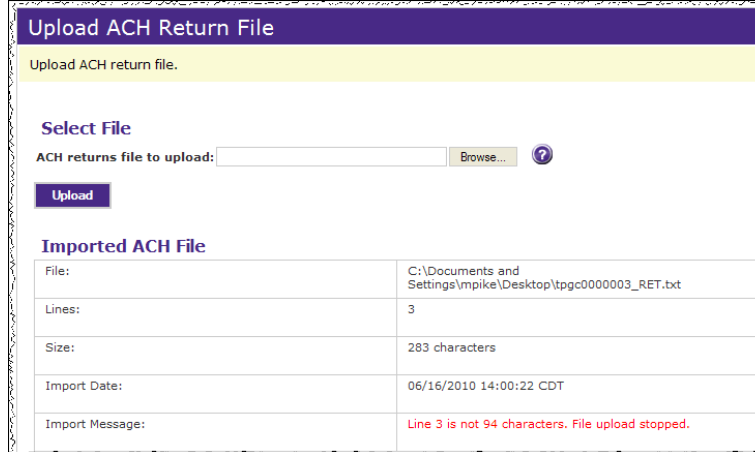 Upload ACH Return File
Upload ACH return file.
Select File
ACH returns file to upload: Browse... ?
Upload
Imported ACH File
File: C:\Documents and
Settings\mpike\Desktop\tpgc0000003_RET.txt
Lines: 3
Size: 283 characters
Import Date: 06/16/2010 14:00:22 CDT
Import Message: Line 3 is not 94 characters. File upload stopped.